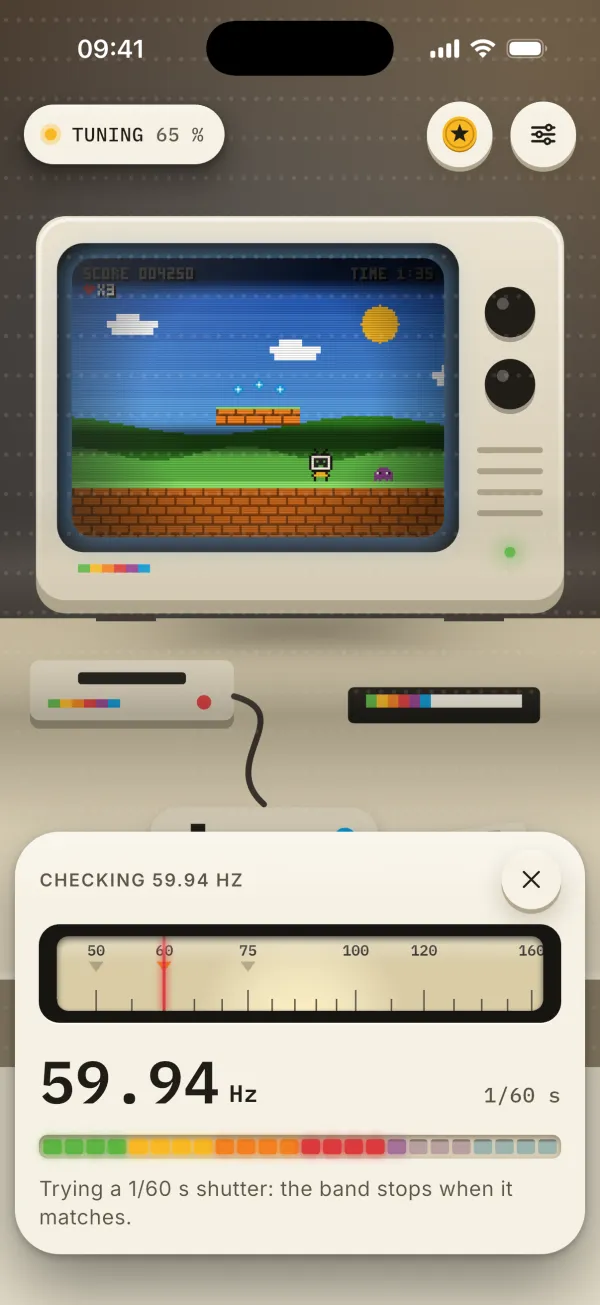 09:41
TUNING 65 %
SCORE 004250 TIME 1:35
X3
CHECKING 59.94 HZ
50 60 75 100 120 160
59.94 Hz 1/60 s
Trying a 1/60 s shutter: the band stops when it
matches.